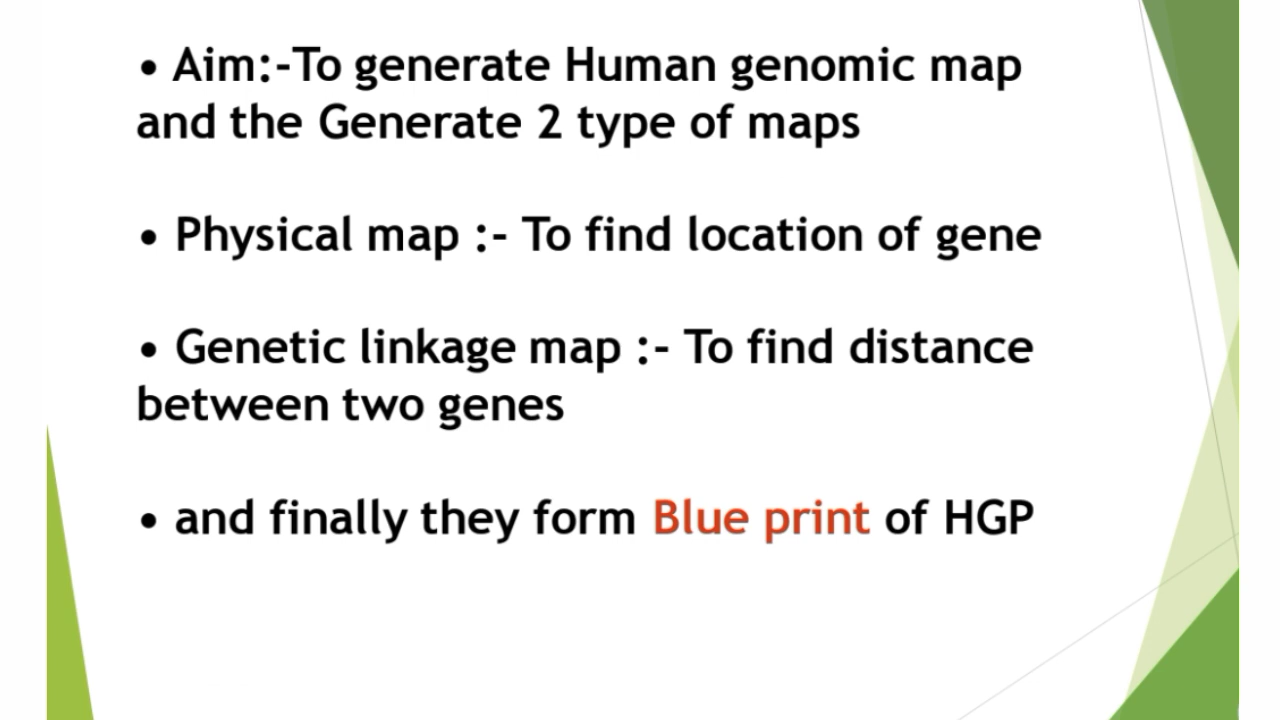 • Aim:-To generate Human genomic map
and the Generate 2 type of maps
• Physical map :- To find location of gene
• Genetic linkage map :- To find distance
between two genes
• and finally they form Blue print of HGP